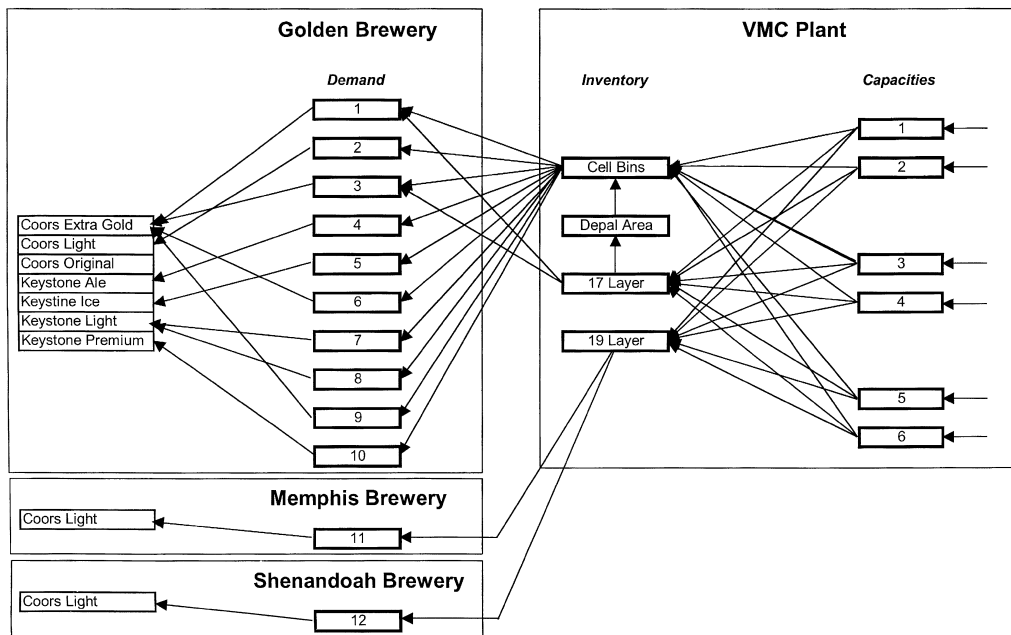 Golden Brewery
Demand
1
2
3
4
5
6
7
8
9
10
Coors Extra Gold
Coors Light
Coors Original
Keystone Ale
Keystine Ice
Keystone Light
Keystone Premium
VMC Plant
Inventory
Capacities
Cell Bins
Depal Area
17 Layer
19 Layer
1
2
3
4
5
6
Memphis Brewery
Coors Light
11
Shenandoah Brewery
Coors Light
12